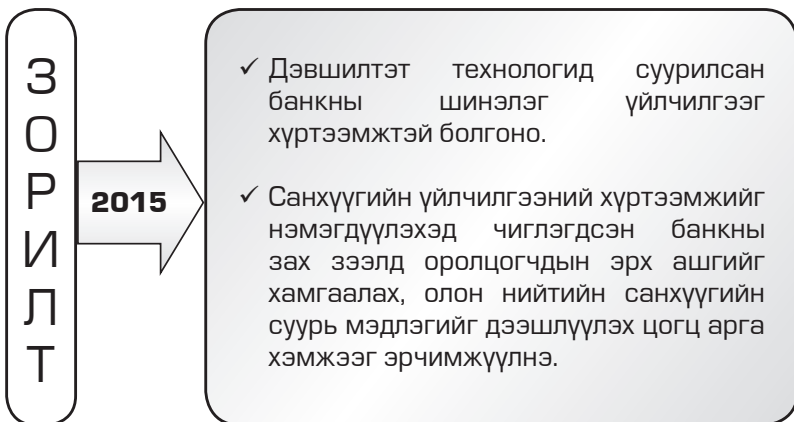 ЗОРИЛТ
2015
✓ Дэвшилтэт технологид суурилсан
банкны шинэлэг үйлчилгээг
хүртээмжтэй болгоно.
✓ Санхүүгийн үйлчилгээний хүртээмжийг
нэмэгдүүлэхэд чиглэгдсэн банкны
зах зээлд оролцогчдын эрх ашгийг
хамгаалах, олон нийтийн санхүүгийн
суурь мэдлэгийг дээшлүүлэх цогц арга
хэмжээг эрчимжүүлнэ.